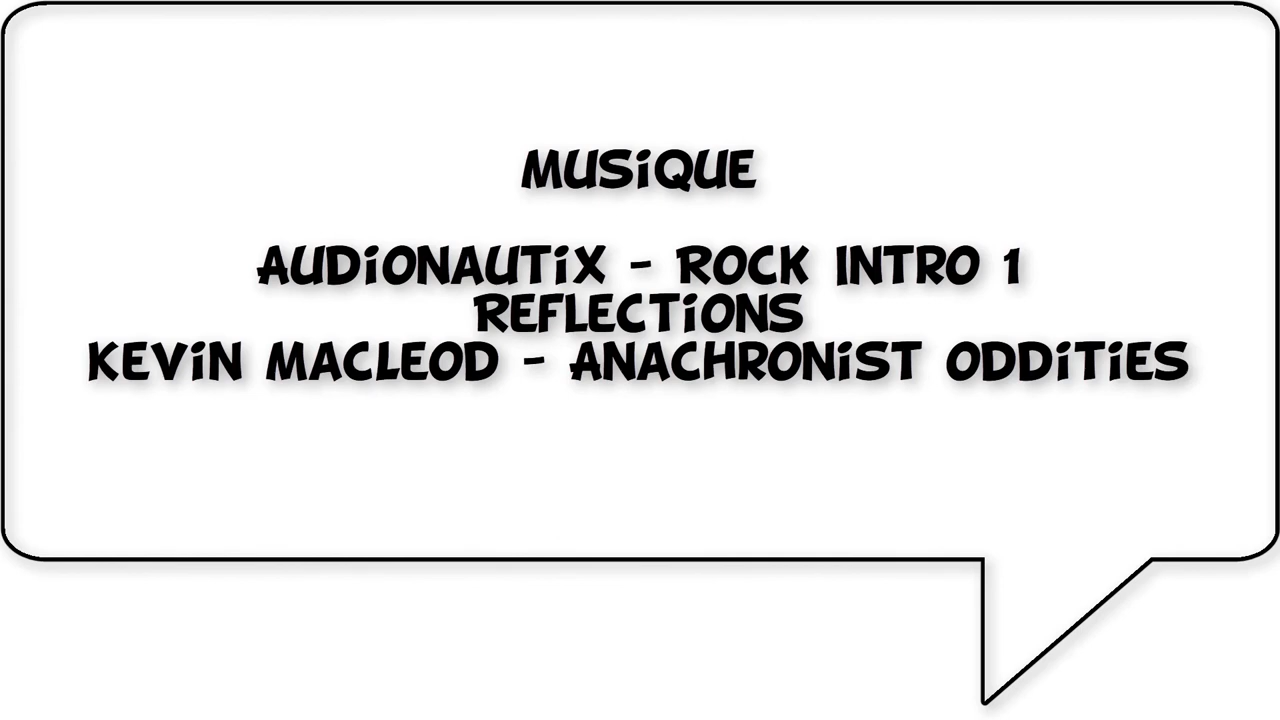 MUSiQUE
AUDiONAUTiX - ROCK INTRO 1
REFLECTiONS
KEViN MACLEOD - ANACHRONiST ODDiTiES